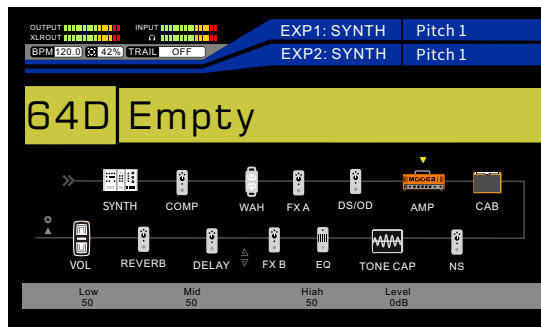 OUTPUT INPUT
XLROUT
BPM 120.0 42% TRAIL OFF
EXP1: SYNTH Pitch 1
EXP2: SYNTH Pitch 1
64D Empty
MOOER
SYNTH COMP WAH FX A DS/OD AMP CAB
VOL REVERB DELAY FX B EQ TONE CAP NS
Low Mid Hiah Level
50 50 50 0dB